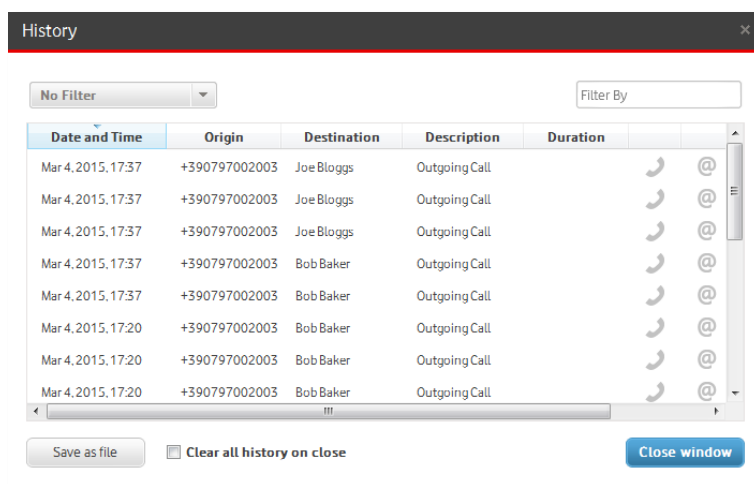 History
No Filter
Filter By
Date and Time Origin Destination Description Duration
Mar 4, 2015, 17:37 +390797002003 Joe Bloggs Outgoing Call @
Mar 4, 2015, 17:37 +390797002003 Joe Bloggs Outgoing Call @
Mar 4, 2015, 17:37 +390797002003 Joe Bloggs Outgoing Call @
Mar 4, 2015, 17:37 +390797002003 Bob Baker Outgoing Call @
Mar 4, 2015, 17:37 +390797002003 Bob Baker Outgoing Call @
Mar 4, 2015, 17:20 +390797002003 Bob Baker Outgoing Call @
Mar 4, 2015, 17:20 +390797002003 Bob Baker Outgoing Call @
Mar 4, 2015, 17:20 +390797002003 Bob Baker Outgoing Call @
Save as file Clear all history on close Close window